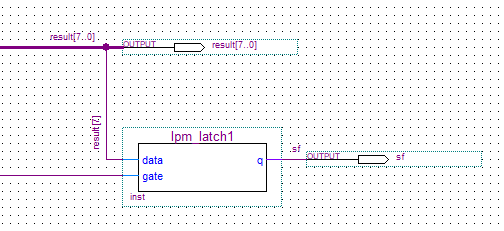 result[7..0]
OUTPUT
result[7..0]
result[7]
lpm_latch1
data
q
gate
inst
sf
OUTPUT
sf